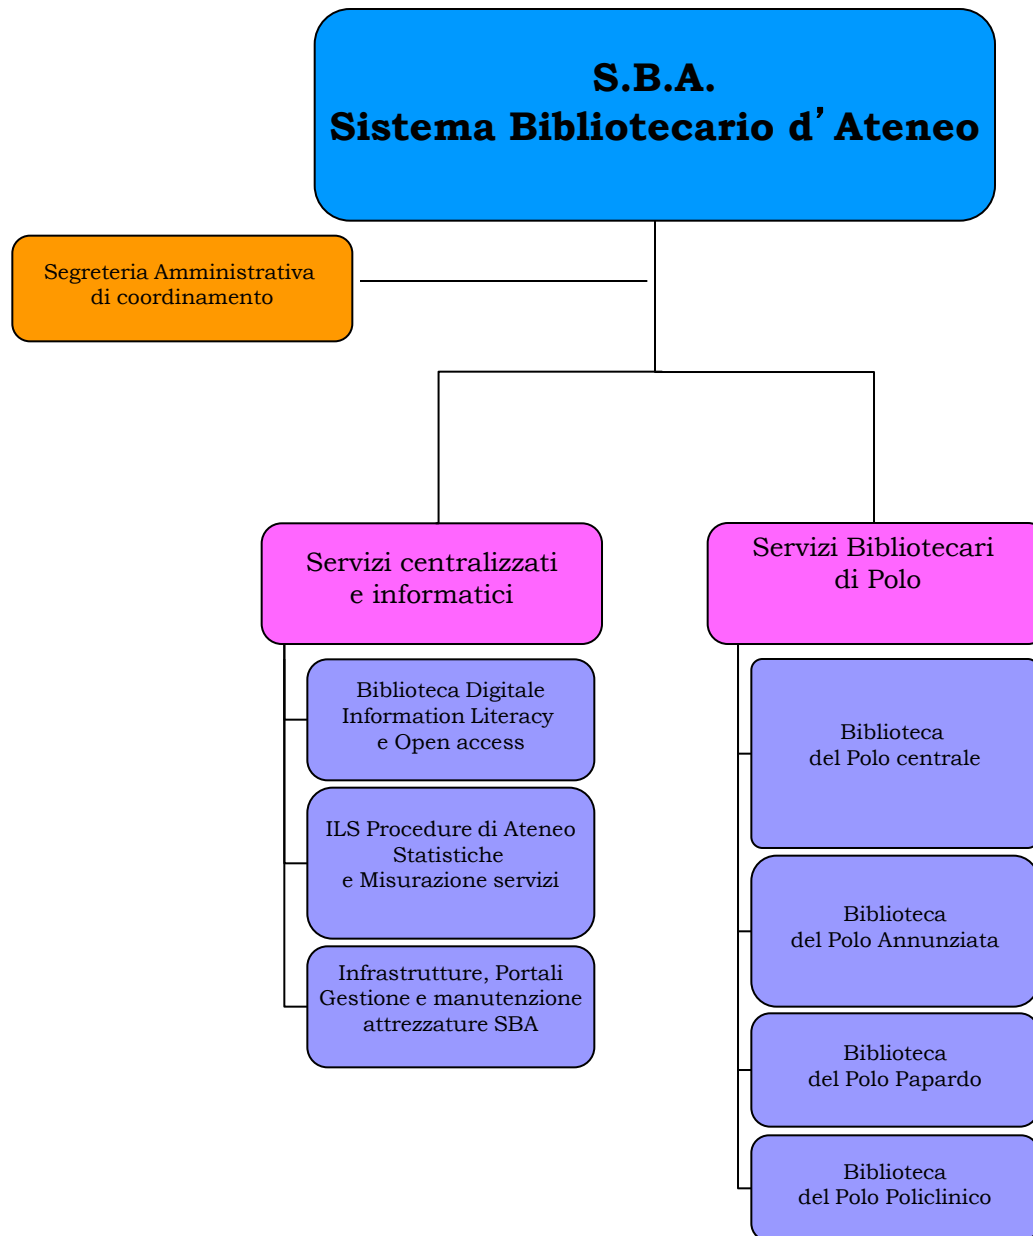 S.B.A.
Sistema Bibliotecario d’Ateneo
Segreteria Amministrativa
di coordinamento
Servizi centralizzati
e informatici
Biblioteca Digitale
Information Literacy
e Open access
ILS Procedure di Ateneo
Statistiche
e Misurazione servizi
Infrastrutture, Portali
Gestione e manutenzione
attrezzature SBA
Servizi Bibliotecari
di Polo
Biblioteca
del Polo centrale
Biblioteca
del Polo Annunziata
Biblioteca
del Polo Papardo
Biblioteca
del Polo Policlinico